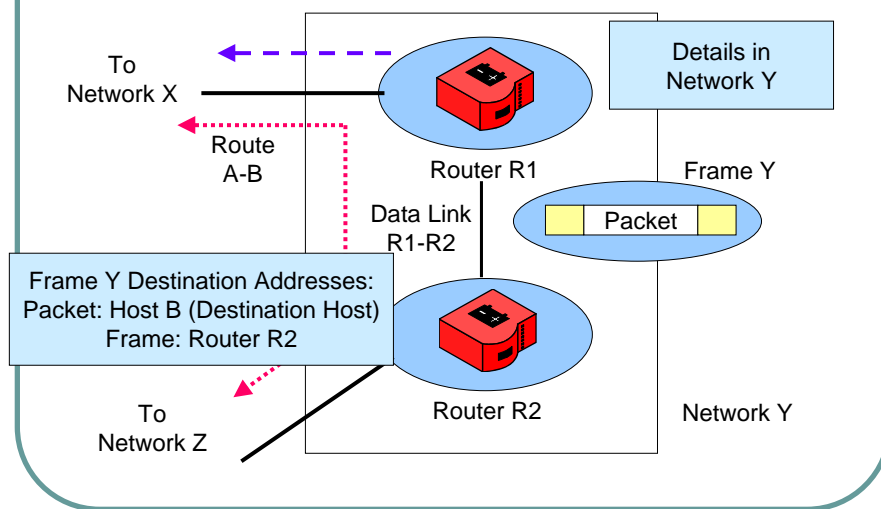 To
Network X
Details in
Network Y
Route
A-B
Router R1
Frame Y
Packet
Data Link
R1-R2
Frame Y Destination Addresses:
Packet: Host B (Destination Host)
Frame: Router R2
To
Network Z
Router R2
Network Y